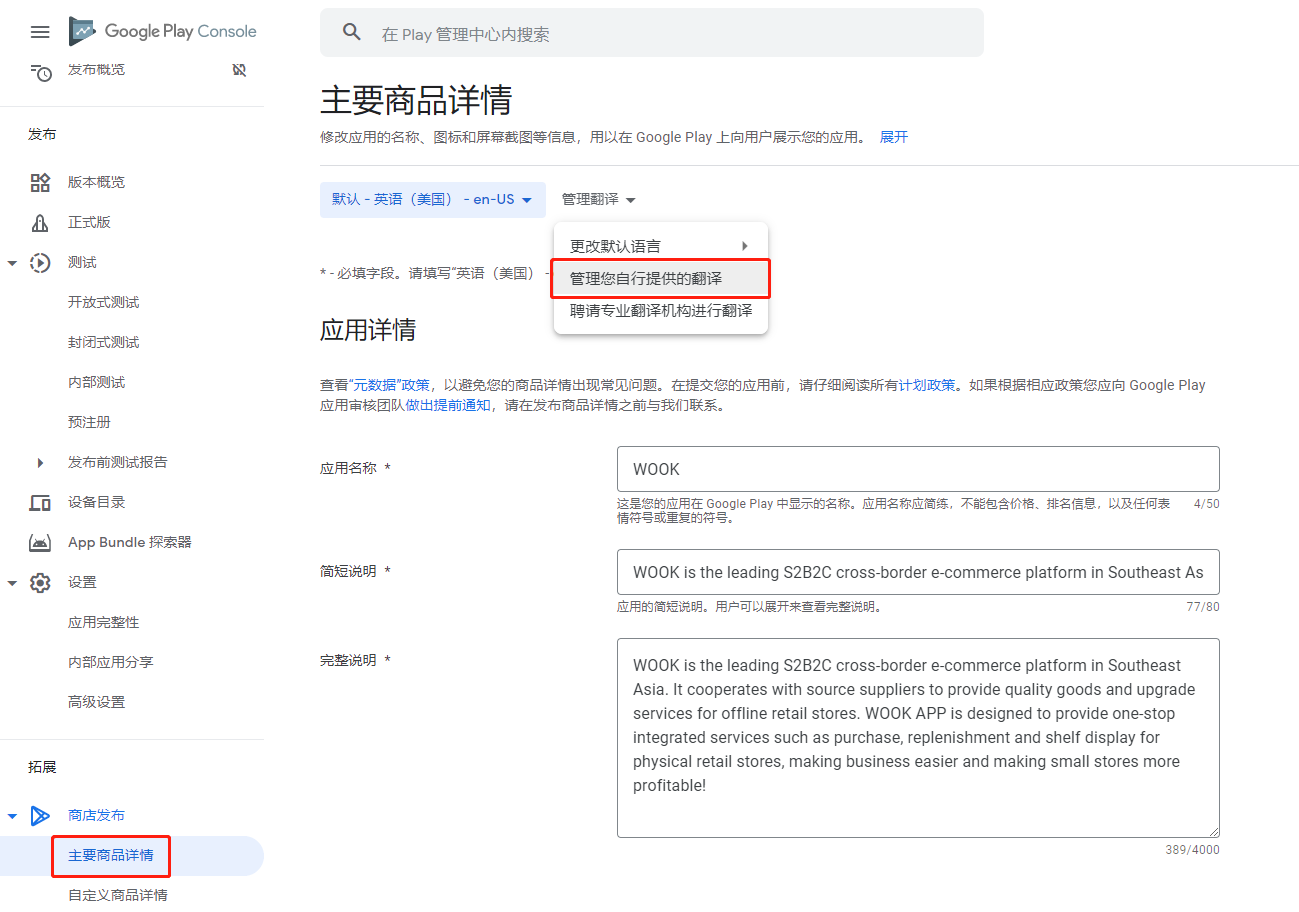 Google Play Console
在 Play 管理中心内搜索
发布概览
发布
版本概览
正式版
测试
开放式测试
封闭式测试
内部测试
预注册
发布前测试报告
设备目录
App Bundle 探索器
设置
应用完整性
内部应用分享
高级设置
拓展
商店发布
主要商品详情
自定义商品详情
主要商品详情
修改应用的名称、图标和屏幕截图等信息，用以在 Google Play 上向用户展示您的应用。 展开
默认 - 英语（美国） - en-US
管理翻译
更改默认语言
管理您自行提供的翻译
聘请专业翻译机构进行翻译
* - 必填字段。请填写“英语（美国） -
应用详情
查看“元数据”政策，以避免您的商品详情出现常见问题。在提交您的应用前，请仔细阅读所有计划政策。如果根据相应政策您应向 Google Play
应用审核团队做出提前通知，请在发布商品详情之前与我们联系。
应用名称 *
WOOK
这是您的应用在 Google Play 中显示的名称。应用名称应简练，不能包含价格、排名信息，以及任何表 4/50
情符号或重复的符号。
简短说明 *
WOOK is the leading S2B2C cross-border e-commerce platform in Southeast As
应用的简短说明。用户可以展开来查看完整说明。 77/80
完整说明 *
WOOK is the leading S2B2C cross-border e-commerce platform in Southeast
Asia. It cooperates with source suppliers to provide quality goods and upgrade
services for offline retail stores. WOOK APP is designed to provide one-stop
integrated services such as purchase, replenishment and shelf display for
physical retail stores, making business easier and making small stores more
profitable!
389/4000